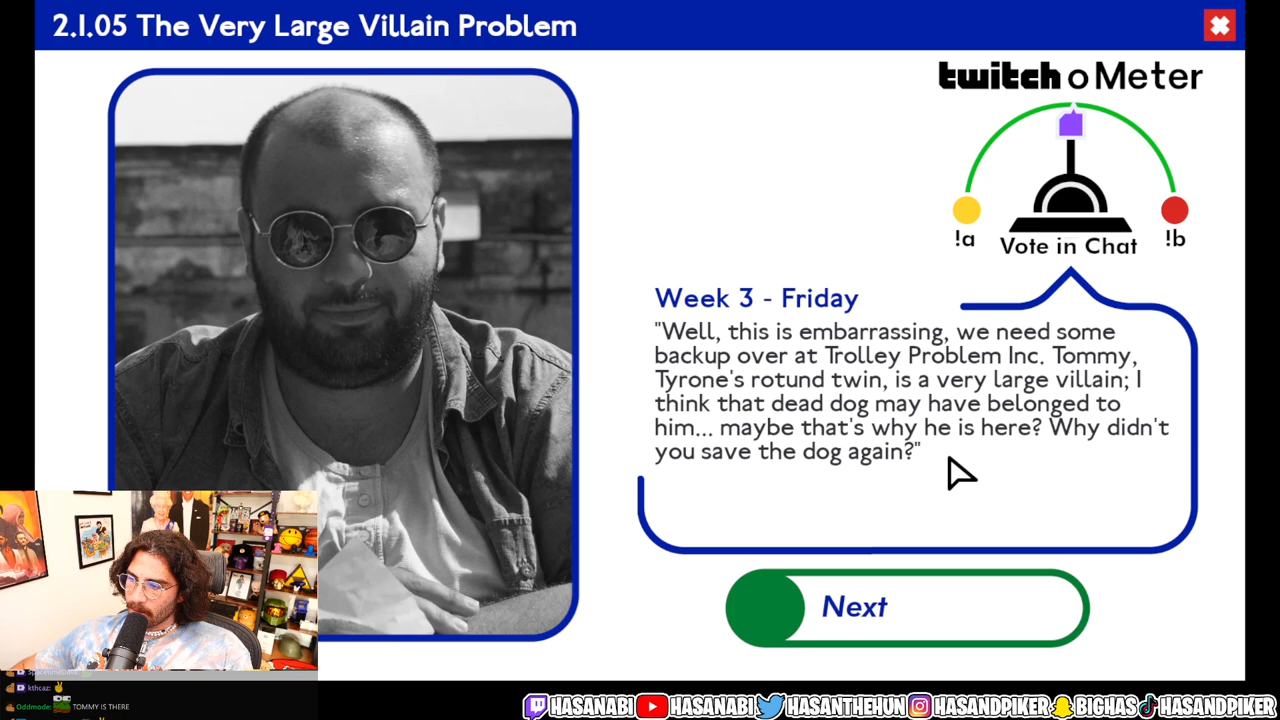 2.1.05 The Very Large Villain Problem
twitch o Meter
!a
Vote in Chat
!b
Week 3 - Friday
"Well, this is embarrassing, we need some
backup over at Trolley Problem Inc. Tommy,
Tyrone's rotund twin, is a very large villain; I
think that dead dog may have belonged to
him... maybe that's why he is here? Why didn't
you save the dog again?"
Next
kthcaz:
Oddmode: TOMMY IS THERE
HASANABI HASANABI HASANTHEHUN HASANDPIKER BIGHAS HASANDPIKER